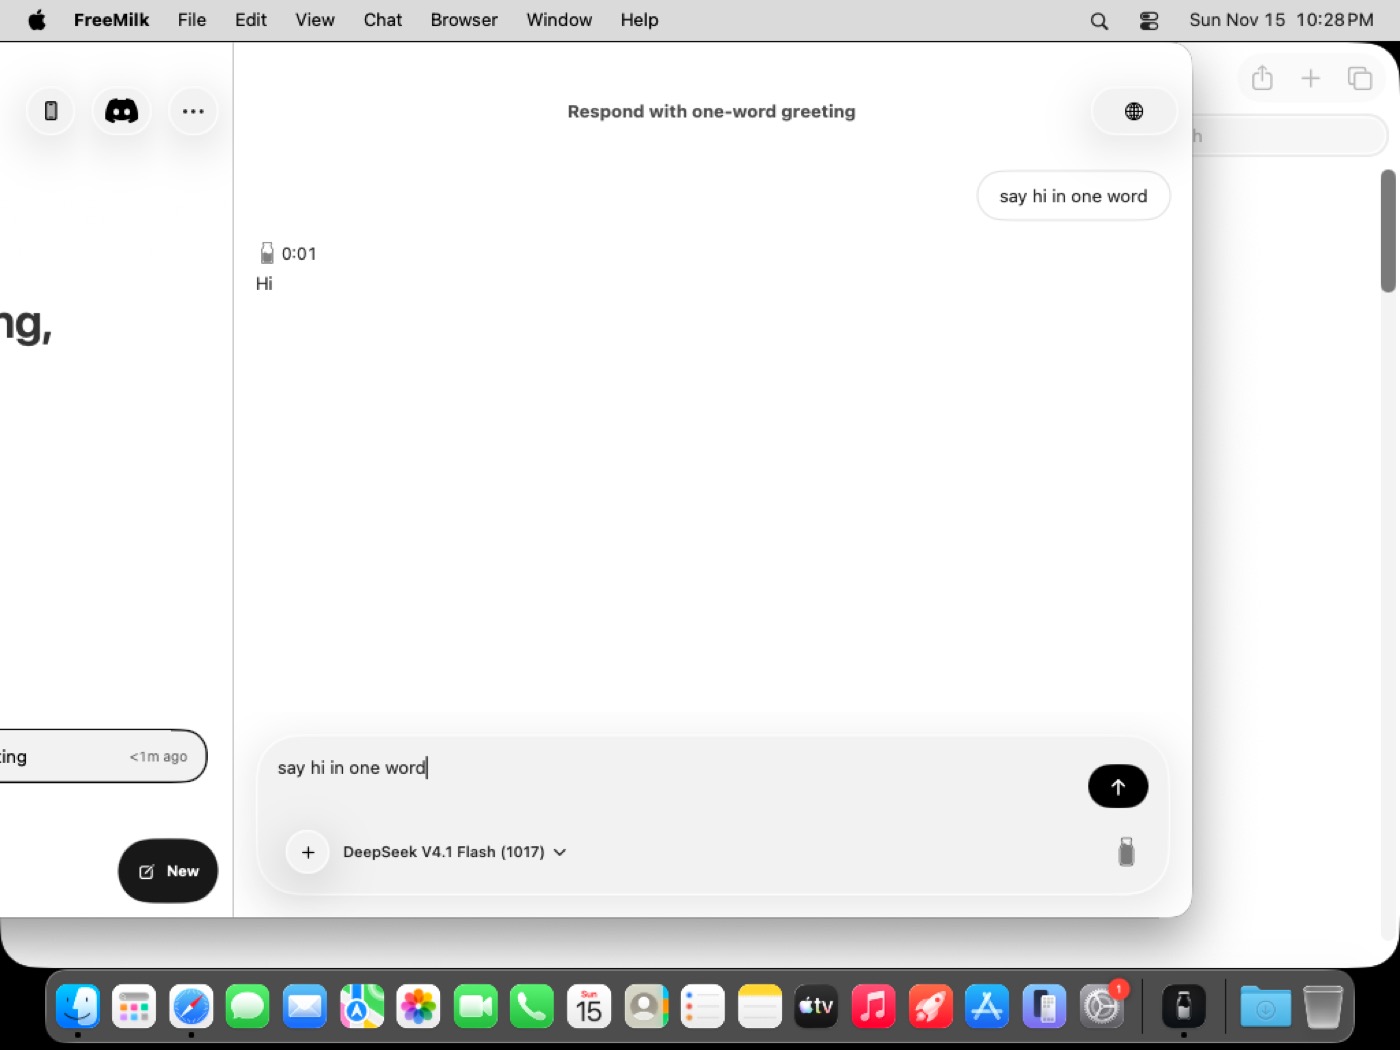 FreeMilk File Edit View Chat Browser Window Help Sun Nov 15 10:28 PM
Respond with one-word greeting
h
say hi in one word
0:01
Hi
ng,
ting <1m ago
say hi in one word
New
+ DeepSeek V4.1 Flash (1017)
Sun
15
tv
1